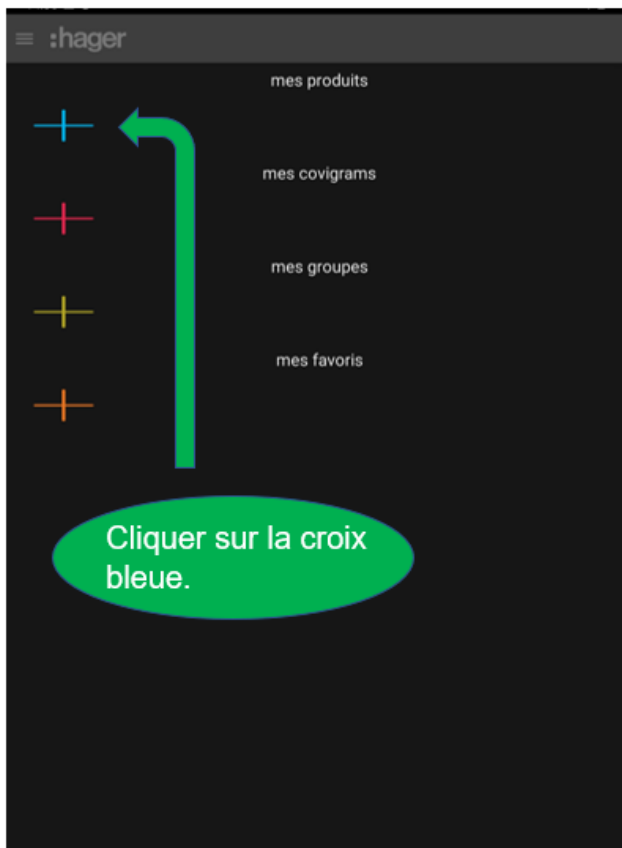 :hager
mes produits
mes covigrams
mes groupes
mes favoris
Cliquer sur la croix
bleue.